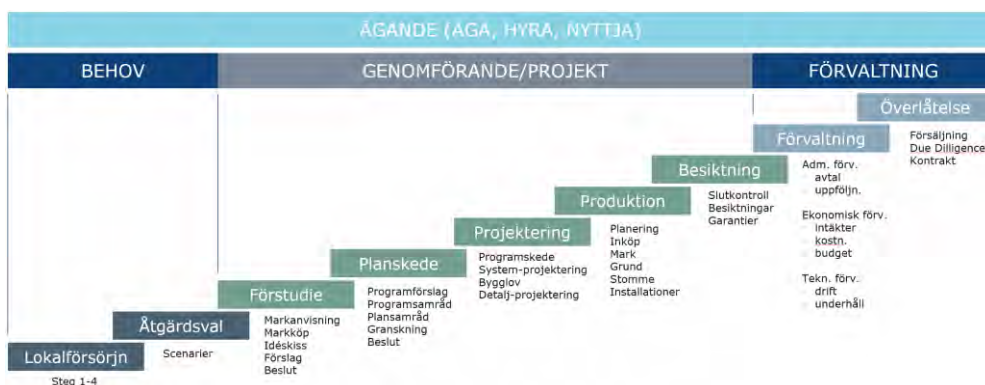 ÄGANDE (ÄGA, HYRA, NYTTJA)
BEHOV
GENOMFÖRANDE/PROJEKT
FÖRVALTNING
Lokalförsörjn
Steg 1-4
Åtgärdsval
Scenarier
Förstudie
Markanvisning
Markköp
Idéskiss
Förslag
Beslut
Planskede
Programförslag
Programsamråd
Plansamråd
Granskning
Beslut
Projektering
Programskede
System-projektering
Bygglov
Detalj-projektering
Produktion
Planering
Inköp
Mark
Grund
Stomme
Installationer
Besiktning
Slutkontroll
Besiktningar
Garantier
Förvaltning
Adm. förv.
avtal
uppföljn.
Ekonomisk förv.
intäkter
kostn.
budget
Tekn. förv.
drift
underhåll
Överlåtelse
Försäljning
Due Dilligence
Kontrakt